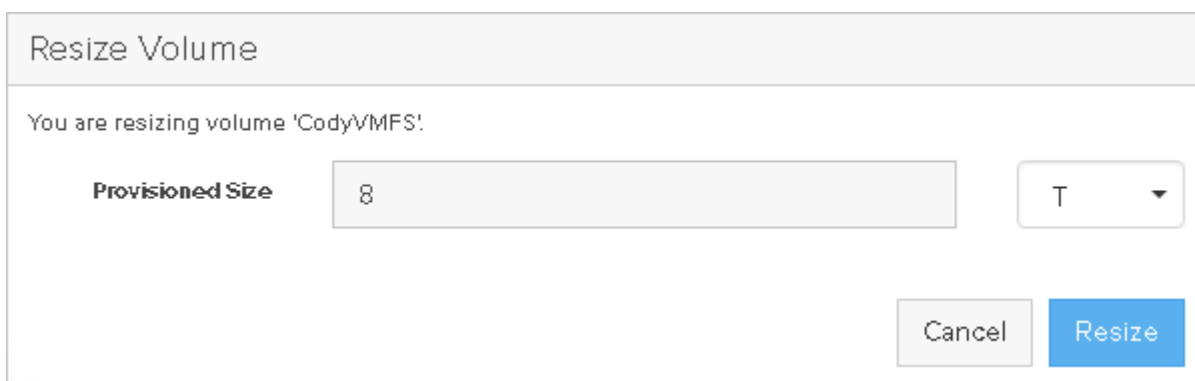 Resize Volume
You are resizing volume 'CodyVMFS'.
Provisioned Size 8 T
Cancel Resize